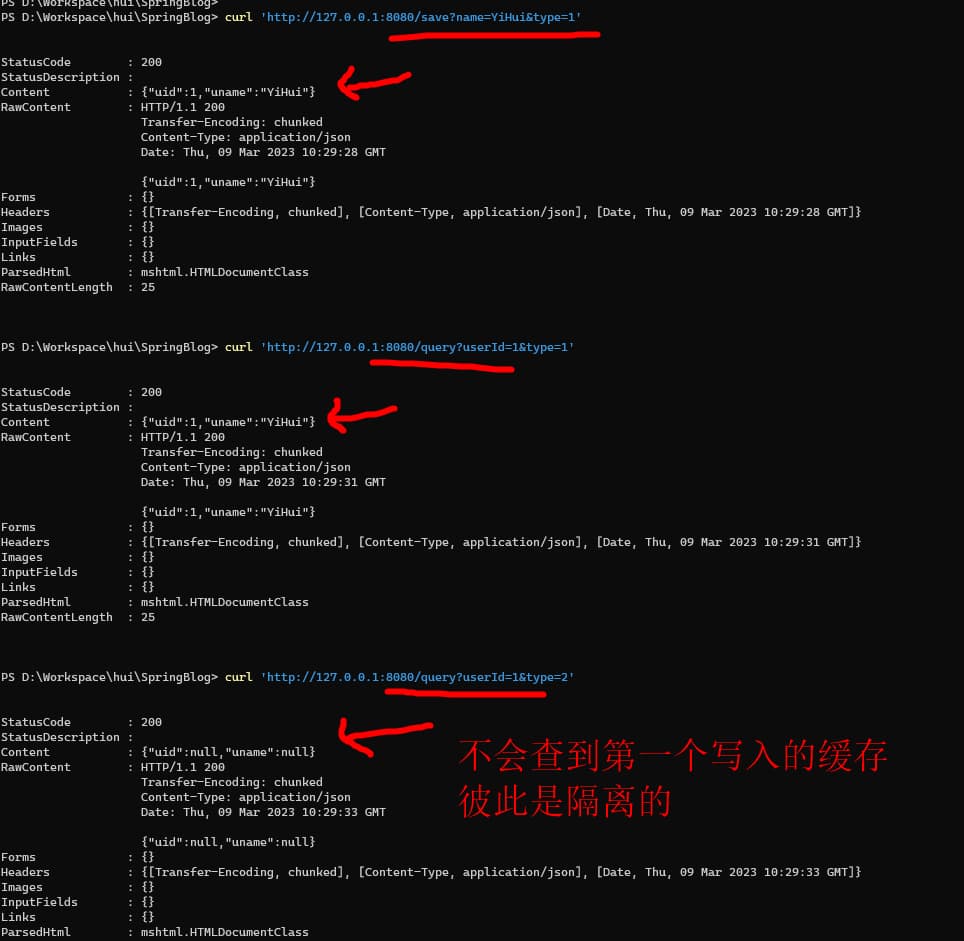 PS D:\Workspace\hui\SpringBlog>
PS D:\Workspace\hui\SpringBlog> curl 'http://127.0.0.1:8080/save?name=YiHui&type=1'
StatusCode : 200
StatusDescription :
Content : {"uid":1,"uname":"YiHui"}
RawContent : HTTP/1.1 200
Transfer-Encoding: chunked
Content-Type: application/json
Date: Thu, 09 Mar 2023 10:29:28 GMT
{"uid":1,"uname":"YiHui"}
Forms : {}
Headers : {[Transfer-Encoding, chunked], [Content-Type, application/json], [Date, Thu, 09 Mar 2023 10:29:28 GMT]}
Images : {}
InputFields : {}
Links : {}
ParsedHtml : mshtml.HTMLDocumentClass
RawContentLength : 25
PS D:\Workspace\hui\SpringBlog> curl 'http://127.0.0.1:8080/query?userId=1&type=1'
StatusCode : 200
StatusDescription :
Content : {"uid":1,"uname":"YiHui"}
RawContent : HTTP/1.1 200
Transfer-Encoding: chunked
Content-Type: application/json
Date: Thu, 09 Mar 2023 10:29:31 GMT
{"uid":1,"uname":"YiHui"}
Forms : {}
Headers : {[Transfer-Encoding, chunked], [Content-Type, application/json], [Date, Thu, 09 Mar 2023 10:29:31 GMT]}
Images : {}
InputFields : {}
Links : {}
ParsedHtml : mshtml.HTMLDocumentClass
RawContentLength : 25
PS D:\Workspace\hui\SpringBlog> curl 'http://127.0.0.1:8080/query?userId=1&type=2'
StatusCode : 200
StatusDescription :
Content : {"uid":null,"uname":null}
RawContent : HTTP/1.1 200
Transfer-Encoding: chunked
Content-Type: application/json
Date: Thu, 09 Mar 2023 10:29:33 GMT
{"uid":null,"uname":null}
不会查到第一个写入的缓存
彼此是隔离的
Forms : {}
Headers : {[Transfer-Encoding, chunked], [Content-Type, application/json], [Date, Thu, 09 Mar 2023 10:29:33 GMT]}
Images : {}
InputFields : {}
Links : {}
ParsedHtml : mshtml.HTMLDocumentClass